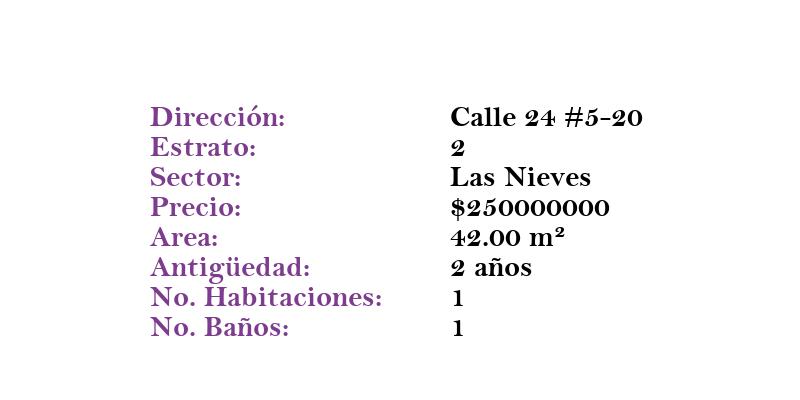 Dirección: Calle 24 #5-20
Estrato: 2
Sector: Las Nieves
Precio: $250000000
Area: 42.00 m²
Antigüedad: 2 años
No. Habitaciones: 1
No. Baños: 1